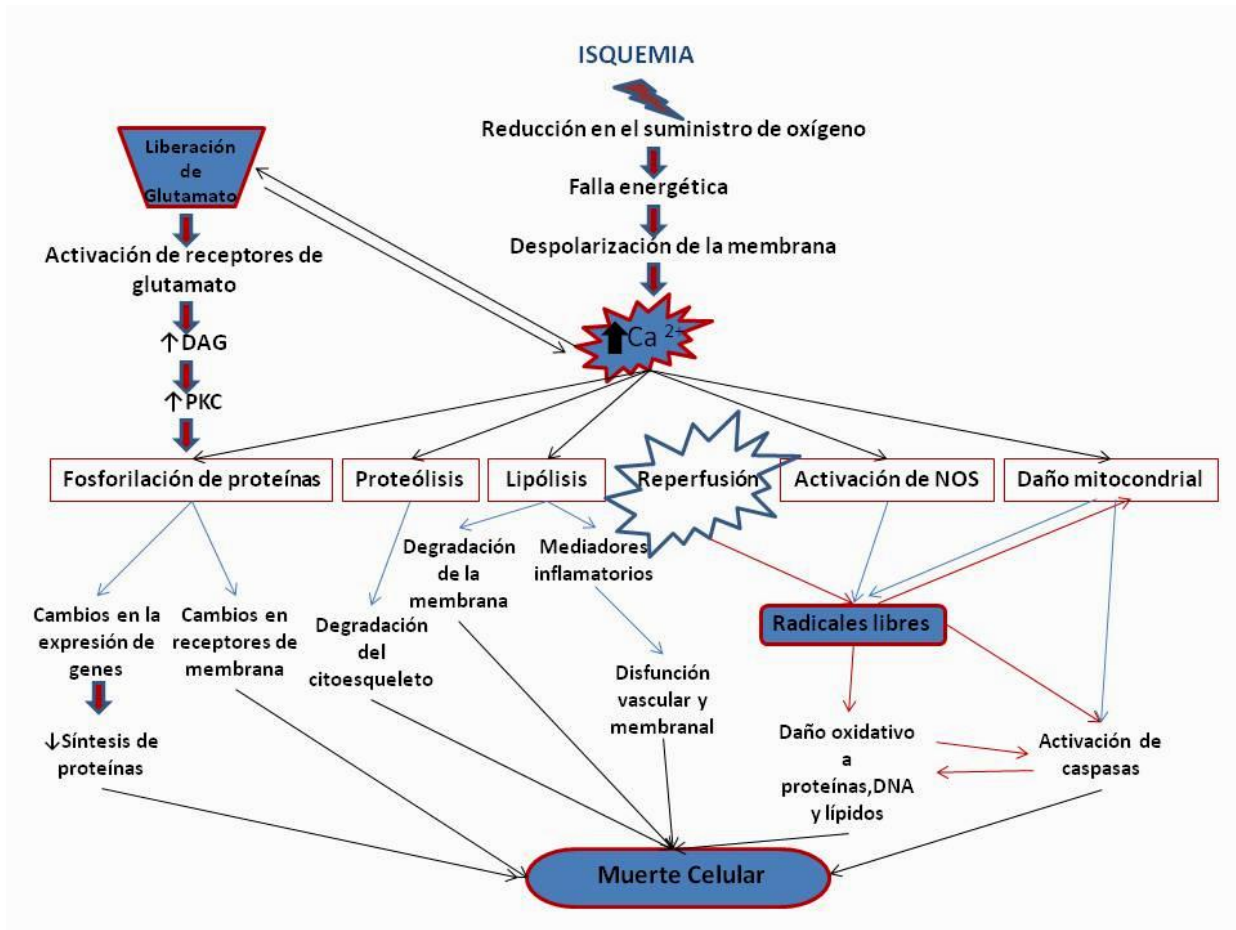 ISQUEMIA
Reducción en el suministro de oxígeno
Falla energética
Despolarización de la membrana
↑Ca 2+
Liberación
de
Glutamato
Activación de receptores de
glutamato
↑DAG
↑PKC
Fosforilación de proteínas
Proteólisis
Lipólisis
Reperfusión
Activación de NOS
Daño mitocondrial
Cambios en la
expresión de
genes
↓Síntesis de
proteínas
Cambios en
receptores de
membrana
Degradación
del
citoesqueleto
Degradación
de la
membrana
Mediadores
inflamatorios
Disfunción
vascular y
membranal
Radicales libres
Daño oxidativo
a
proteínas,DNA
y lípidos
Activación de
caspasas
Muerte Celular